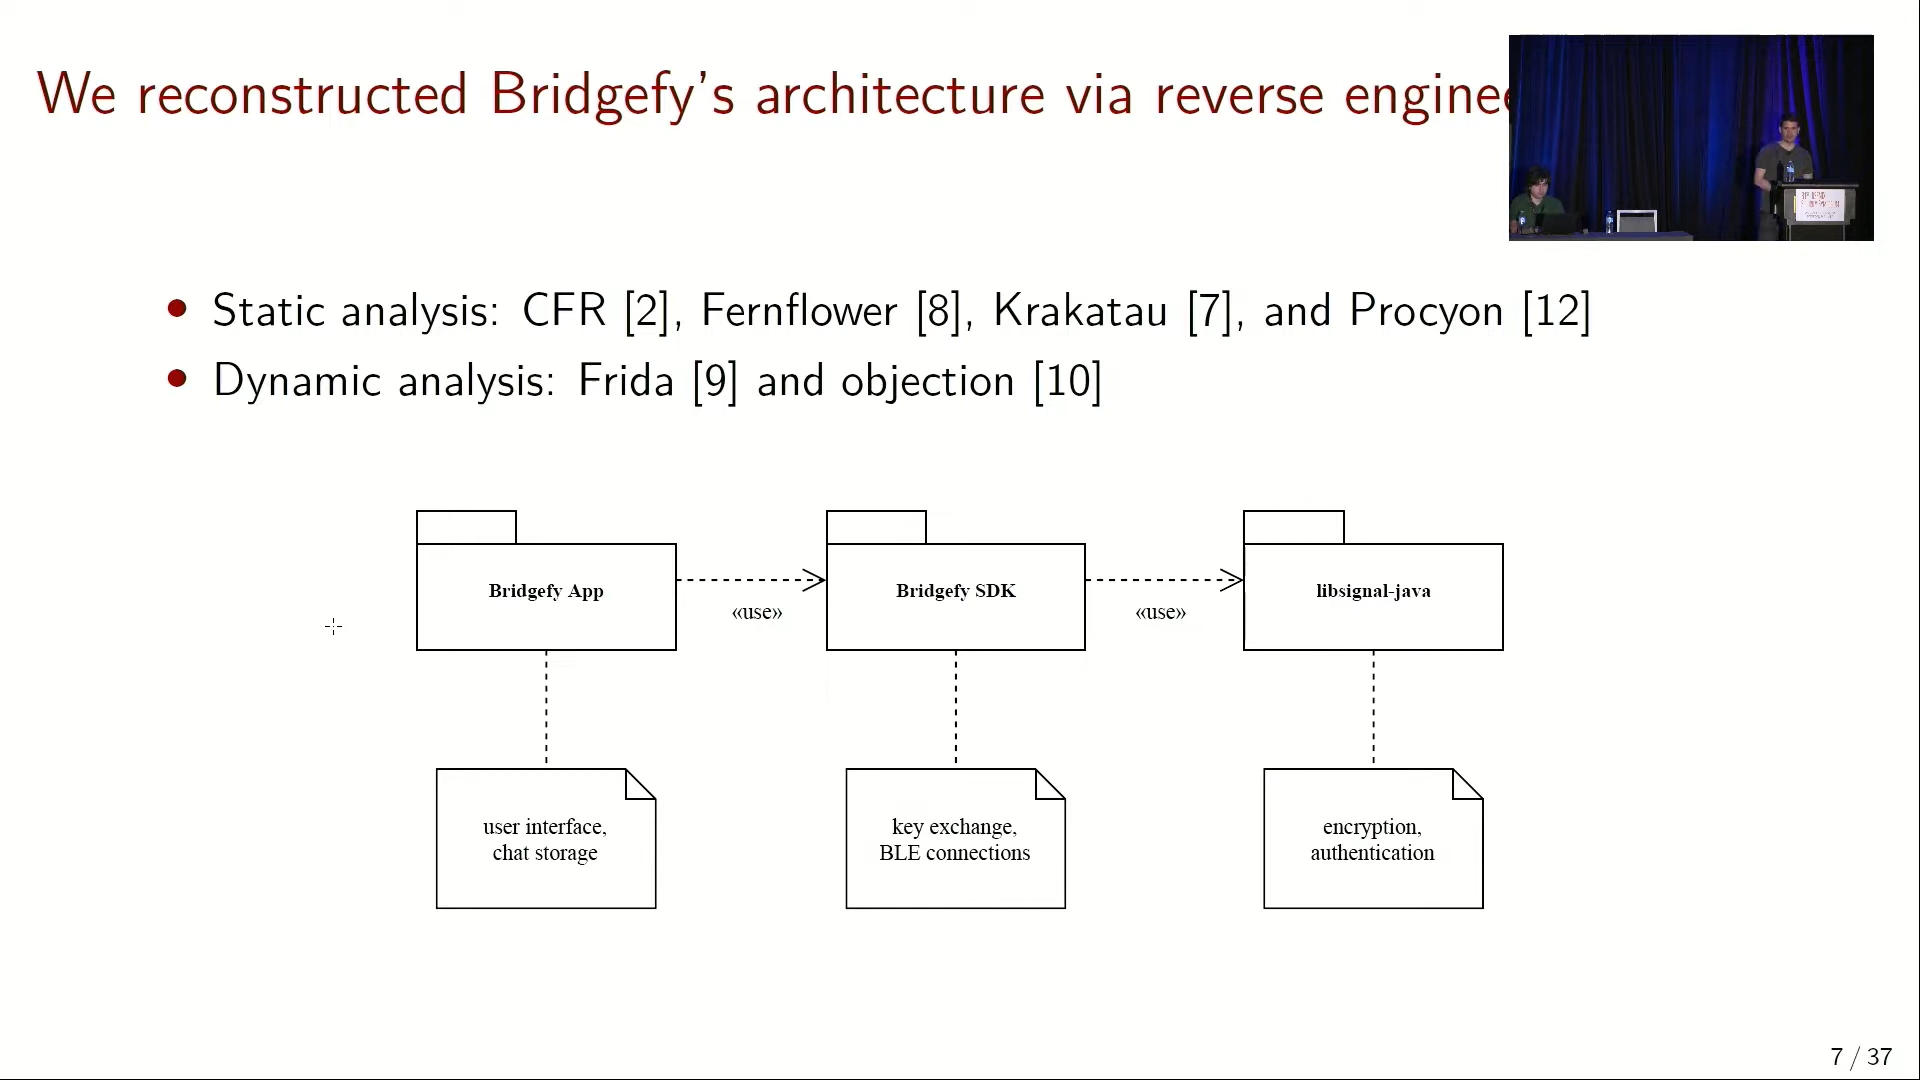 We reconstructed Bridgefy's architecture via reverse enginee
• Static analysis: CFR [2], Fernflower [8], Krakatau [7], and Procyon [12]
• Dynamic analysis: Frida [9] and objection [10]
Bridgefy App
«use»
Bridgefy SDK
«use»
libsignal-java
user interface,
chat storage
key exchange,
BLE connections
encryption,
authentication
7 / 37